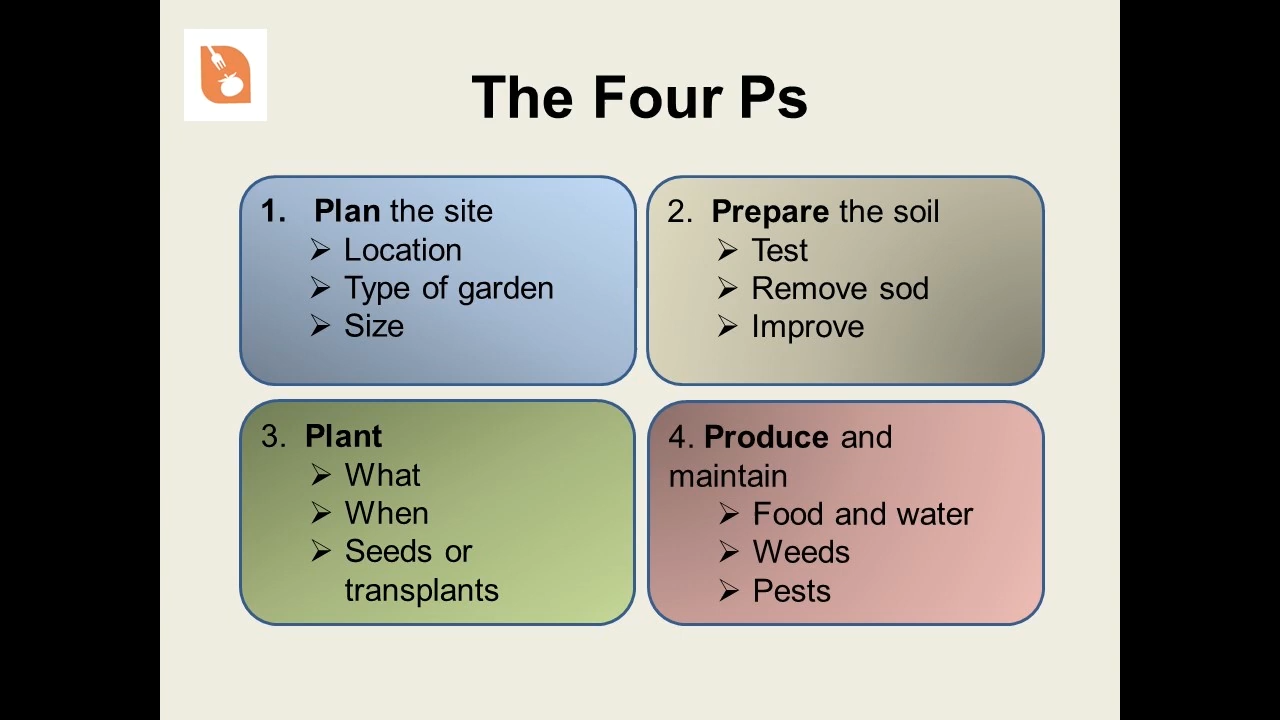 The Four Ps
1. Plan the site
➢ Location
➢ Type of garden
➢ Size
2. Prepare the soil
➢ Test
➢ Remove sod
➢ Improve
3. Plant
➢ What
➢ When
➢ Seeds or
transplants
4. Produce and
maintain
➢ Food and water
➢ Weeds
➢ Pests